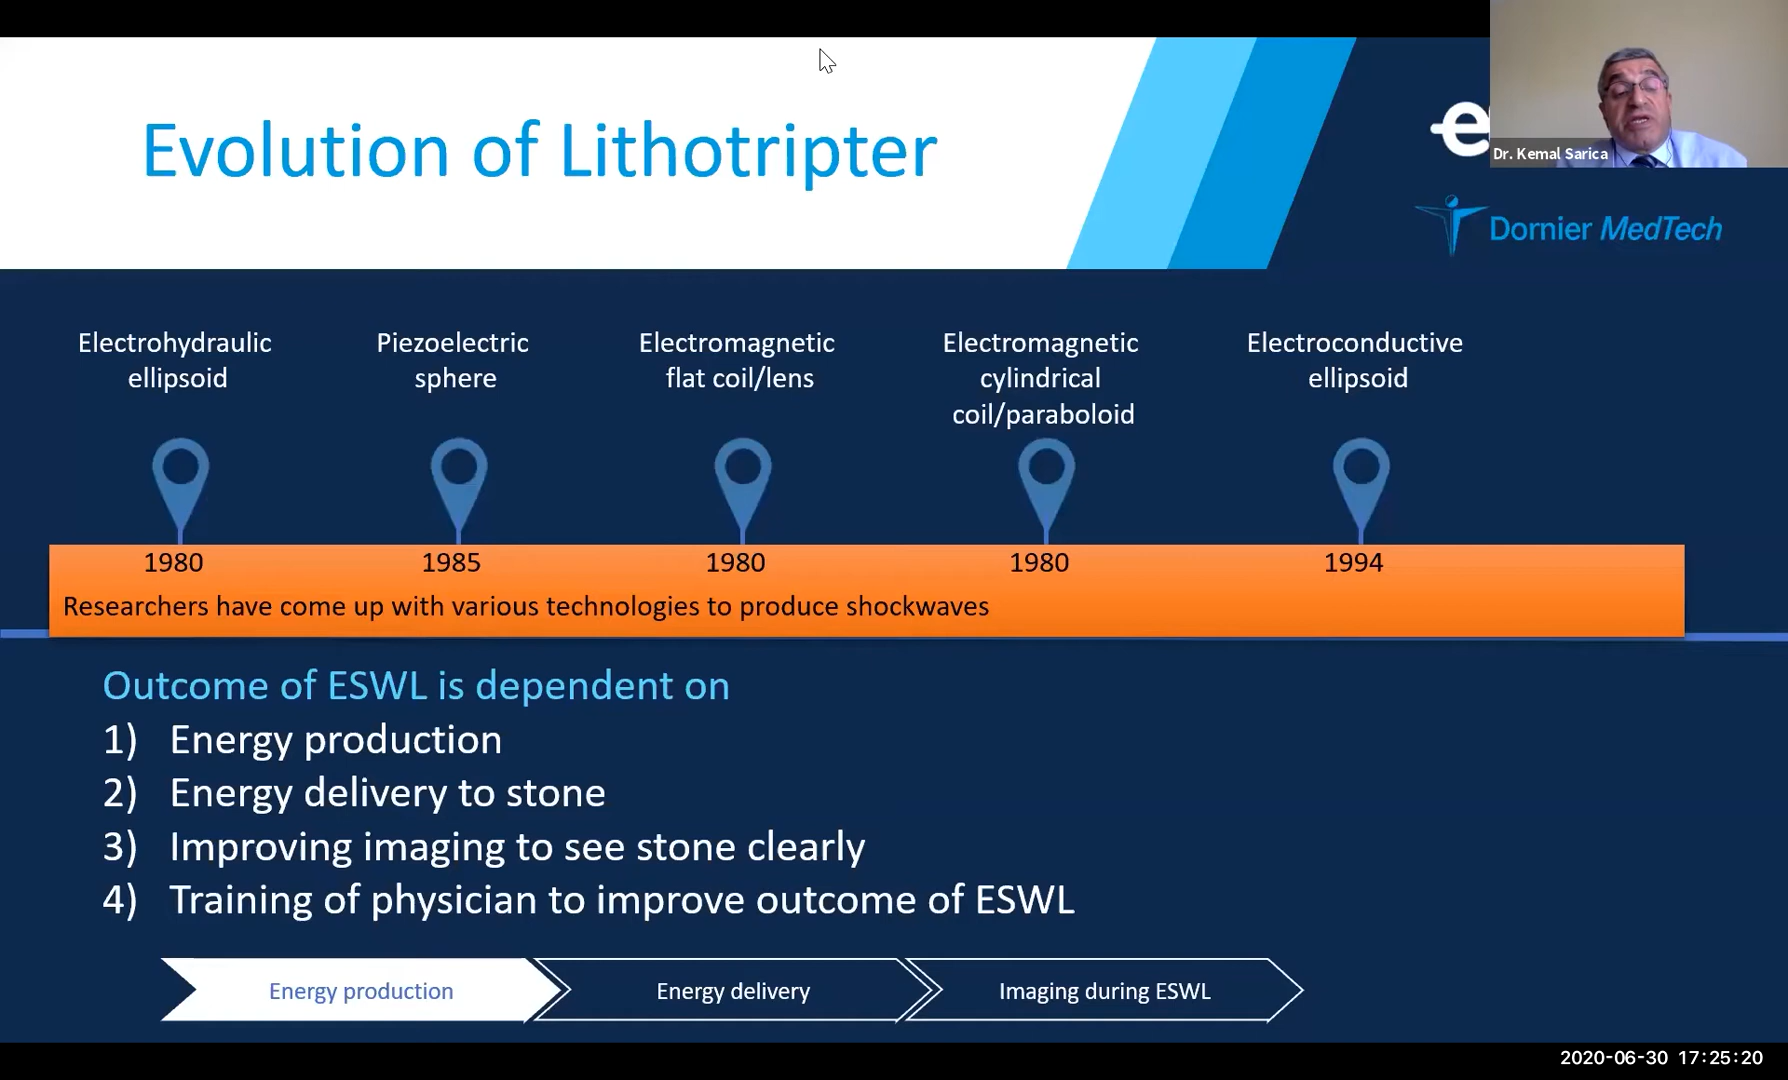 Evolution of Lithotripter
e
Dr. Kemal Sarica
Dornier MedTech
Electrohydraulic
ellipsoid
Piezoelectric
sphere
Electromagnetic
flat coil/lens
Electromagnetic
cylindrical
coil/paraboloid
Electroconductive
ellipsoid
1980
1985
1980
1980
1994
Researchers have come up with various technologies to produce shockwaves
Outcome of ESWL is dependent on
1) Energy production
2) Energy delivery to stone
3) Improving imaging to see stone clearly
4) Training of physician to improve outcome of ESWL
Energy production
Energy delivery
Imaging during ESWL
2020-06-30 17:25:20